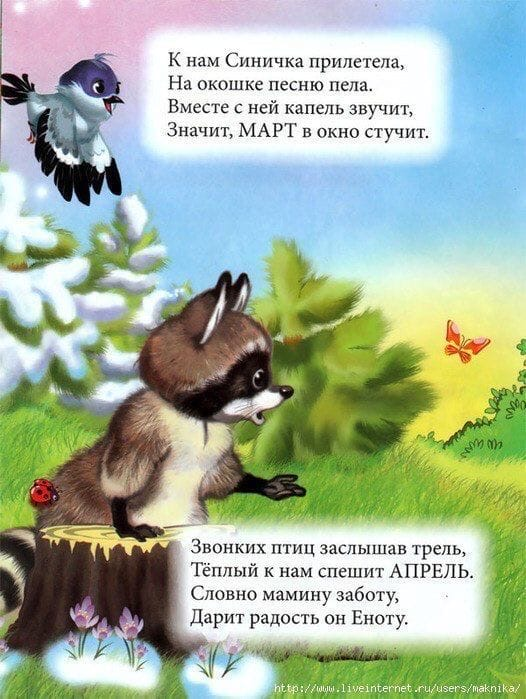 К нам Синичка прилетела,
На окошке песню пела.
Вместе с ней капель звучит,
Значит, МАРТ в окно стучит.
Звонких птиц заслышав трель,
Тёплый к нам спешит АПРЕЛЬ.
Словно мамину заботу,
Дарит радость он Еноту.
http://www.liveinternet.ru/users/maknika/